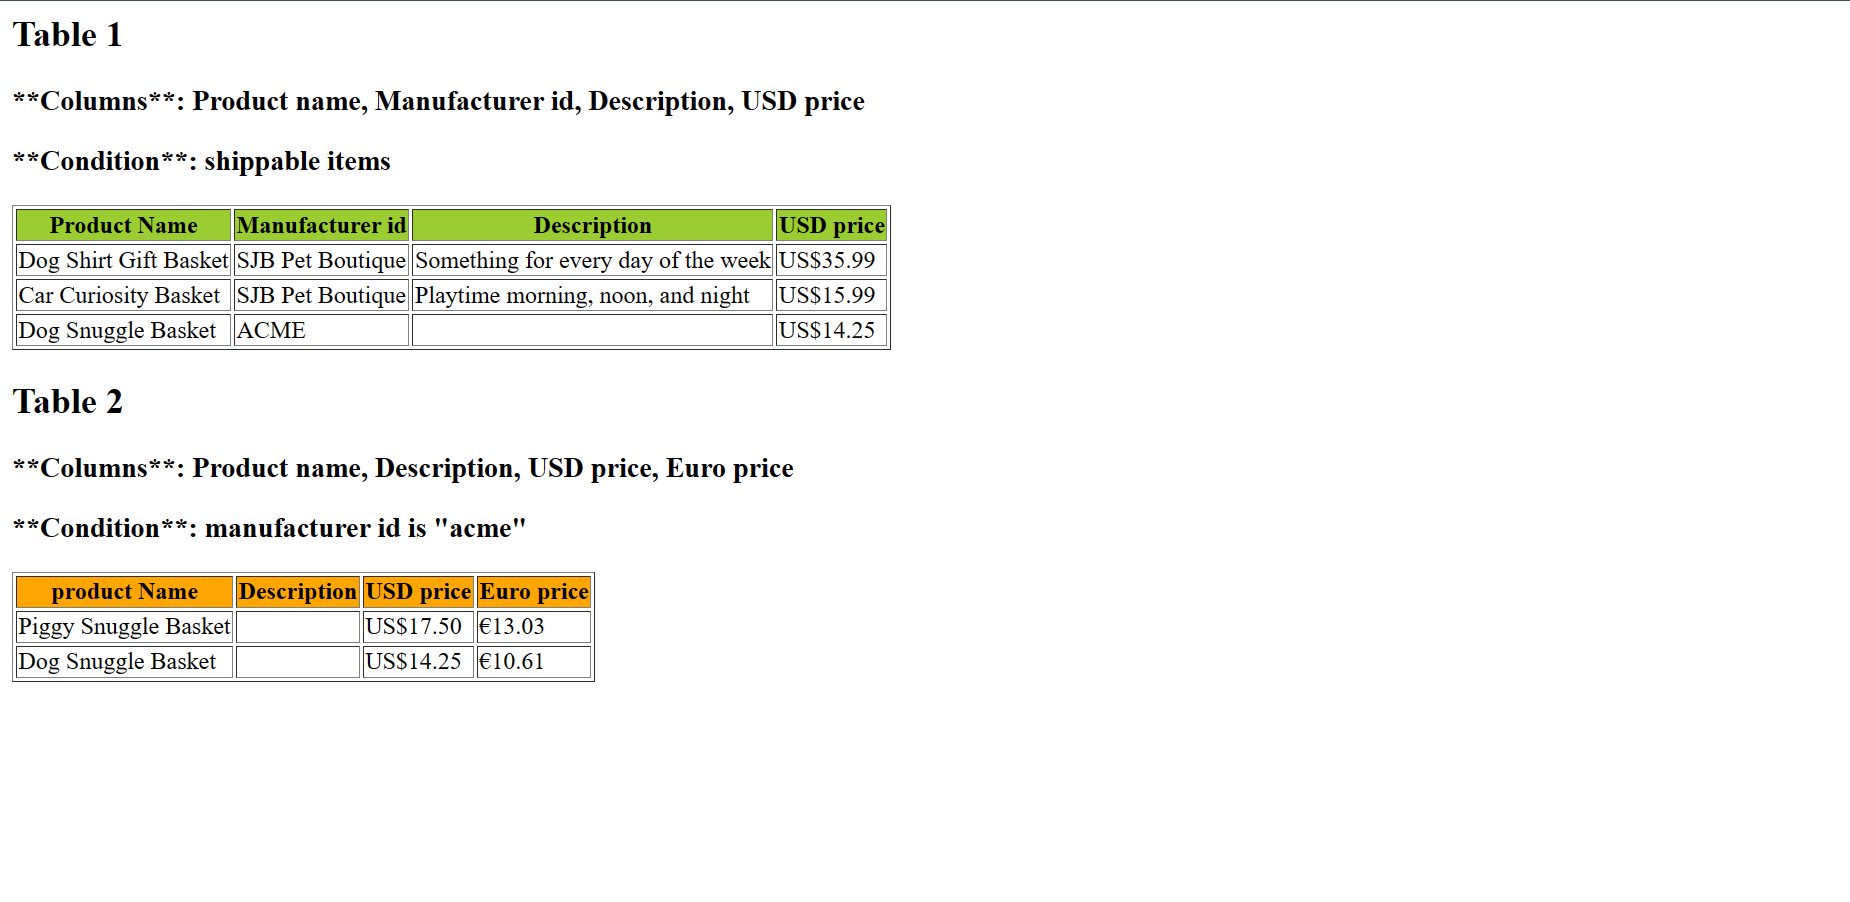 Table 1
**Columns**: Product name, Manufacturer id, Description, USD price
**Condition**: shippable items
Product Name Manufacturer id Description USD price
Dog Shirt Gift Basket SJB Pet Boutique Something for every day of the week US$35.99
Car Curiosity Basket SJB Pet Boutique Playtime morning, noon, and night US$15.99
Dog Snuggle Basket ACME US$14.25
Table 2
**Columns**: Product name, Description, USD price, Euro price
**Condition**: manufacturer id is "acme"
product Name Description USD price Euro price
Piggy Snuggle Basket US$17.50 €13.03
Dog Snuggle Basket US$14.25 €10.61